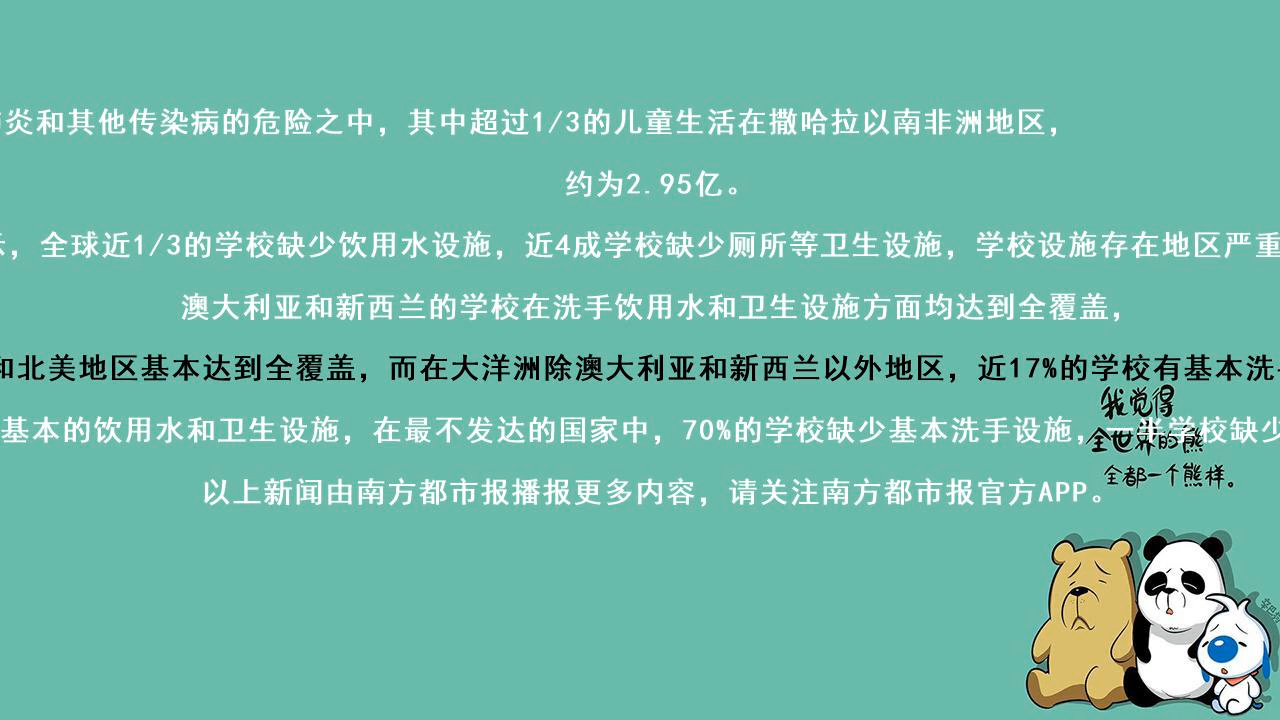 炎和其他传染病的危险之中，其中超过1/3的儿童生活在撒哈拉以南非洲地区，
约为2.95亿。
，全球近1/3的学校缺少饮用水设施，近4成学校缺少厕所等卫生设施，学校设施存在地区严重
澳大利亚和新西兰的学校在洗手饮用水和卫生设施方面均达到全覆盖，
和北美地区基本达到全覆盖，而在大洋洲除澳大利亚和新西兰以外地区，近17%的学校有基本洗
基本的饮用水和卫生设施，在最不发达的国家中，70%的学校缺少基本洗手设施，一半学校缺少
以上新闻由南方都市报播报更多内容，请关注南方都市报官方APP。
我觉得
全世界的熊
全都一个熊样。